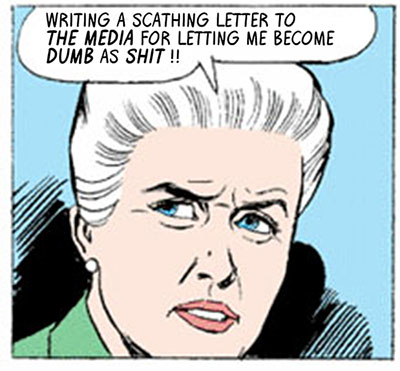 WRITING A SCATHING LETTER TO
THE MEDIA FOR LETTING ME BECOME
DUMB AS SHIT !!